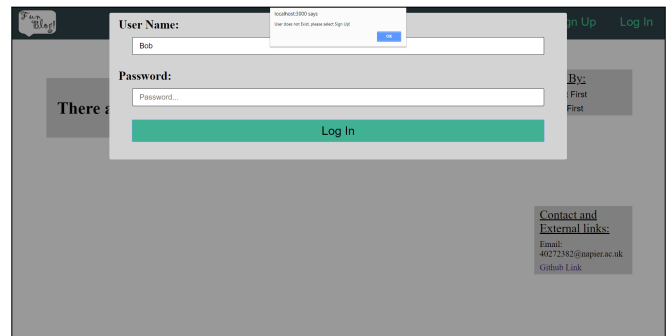 Fun
Blog!
gn Up
Log In
localhost:3000 says
User does not Exist, please select Sign Up!
OK
User Name:
Bob
Password:
Password...
Log In
There a
By:
t First
First
Contact and
External links:
Email:
40272382@napier.ac.uk
Github Link